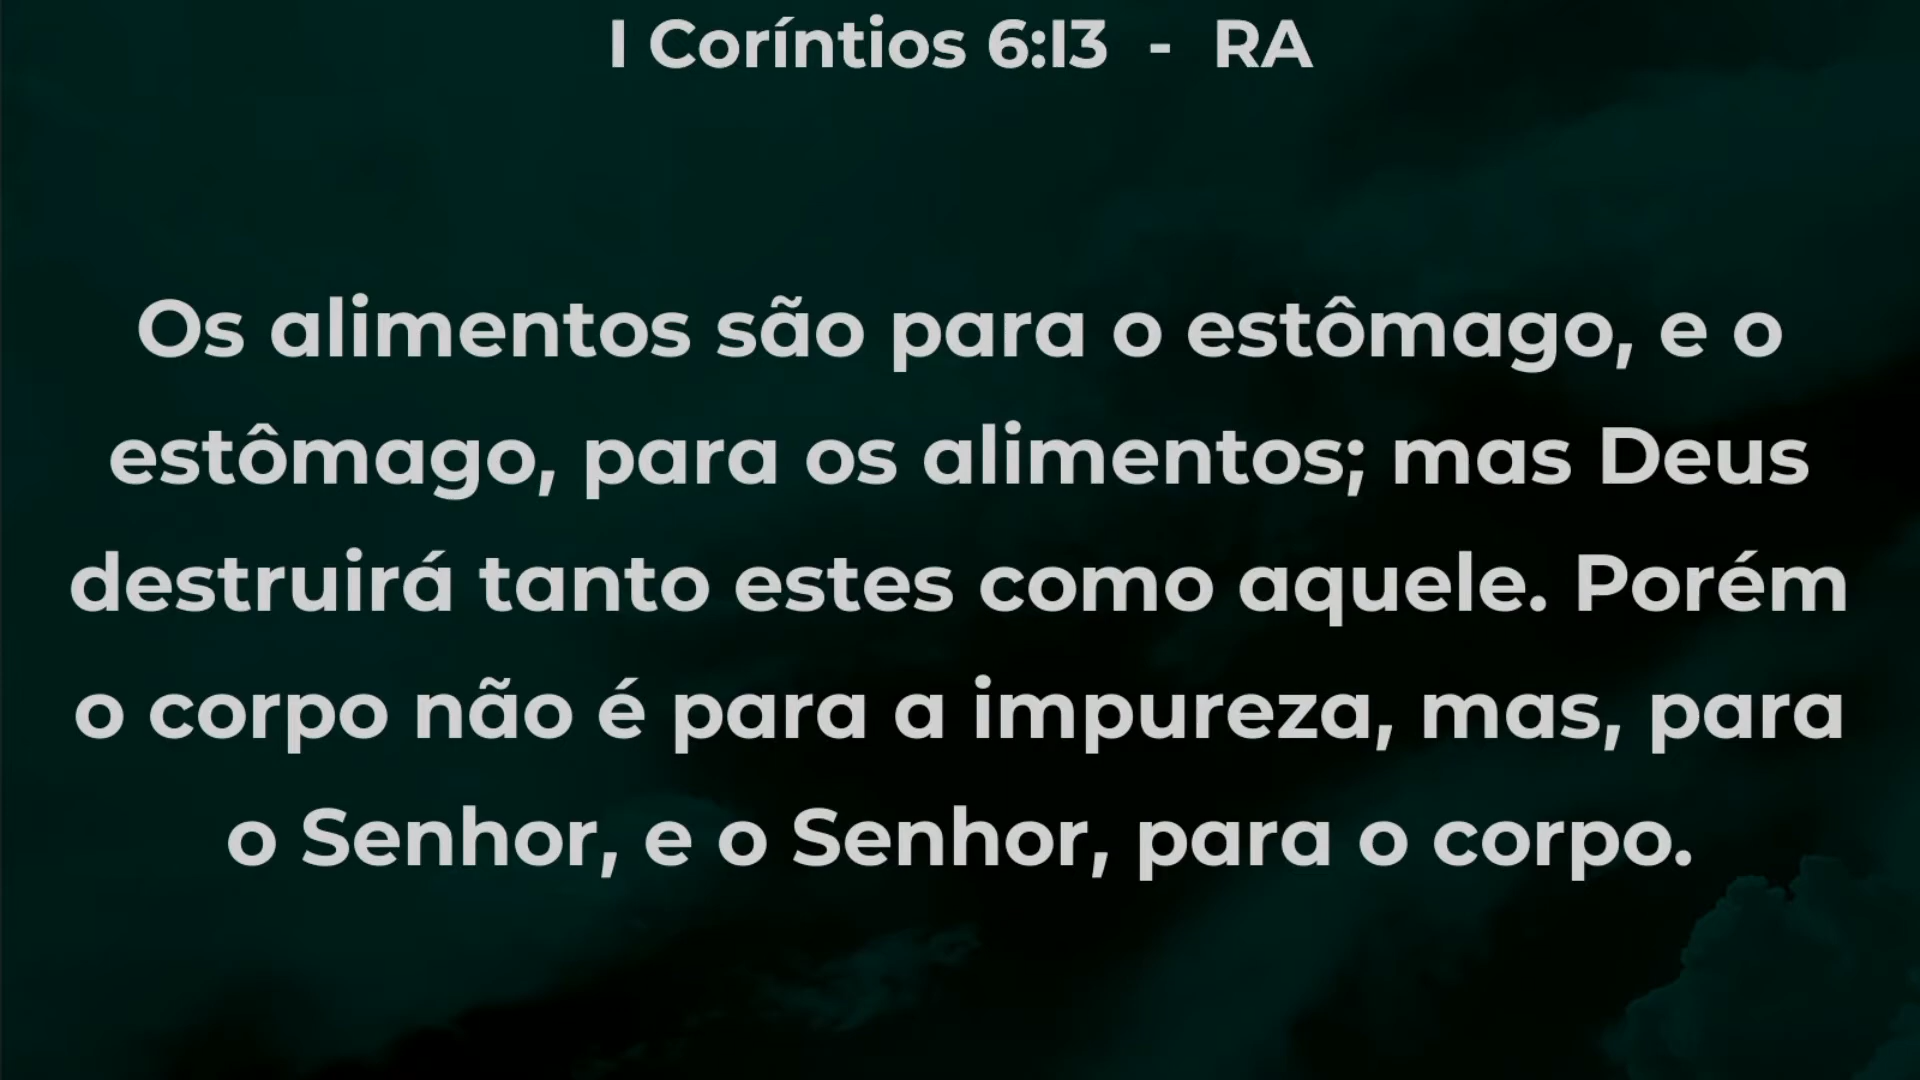 I Coríntios 6:I3 - RA
Os alimentos são para o estômago, e o
estômago, para os alimentos; mas Deus
destruirá tanto estes como aquele. Porém
o corpo não é para a impureza, mas, para
o Senhor, e o Senhor, para o corpo.